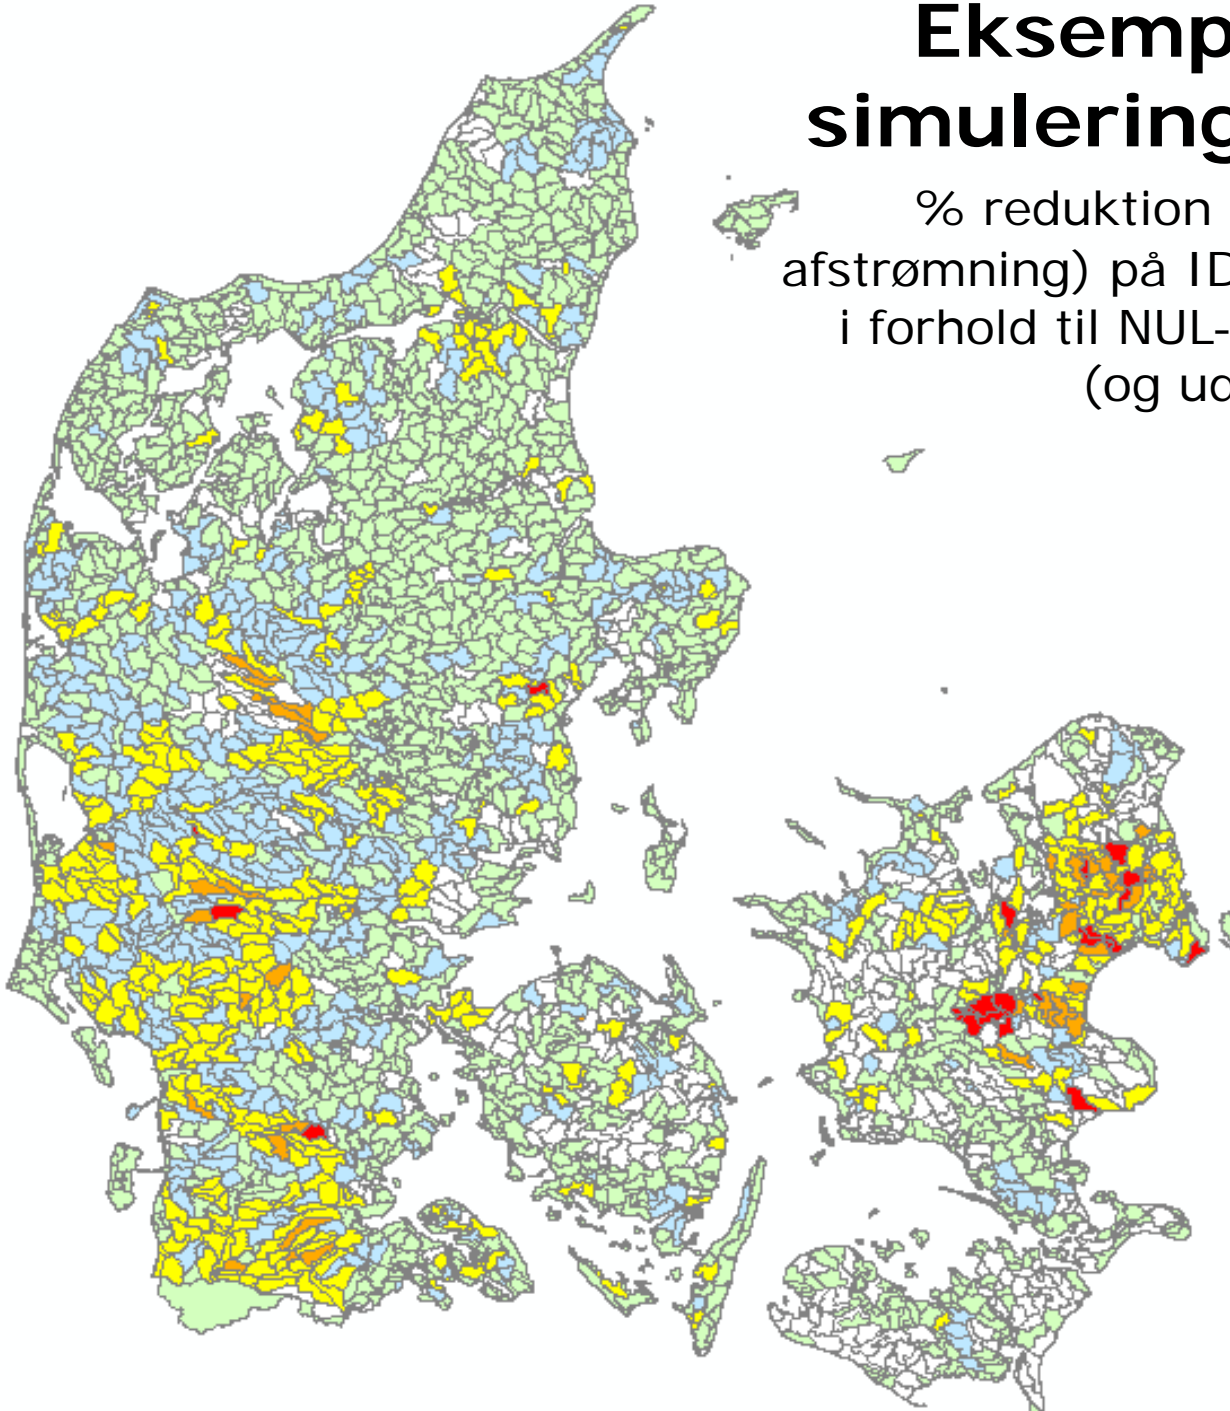 Eksemp
simulering
% reduktion
afstrømning) på ID
i forhold til NUL-
(og ud